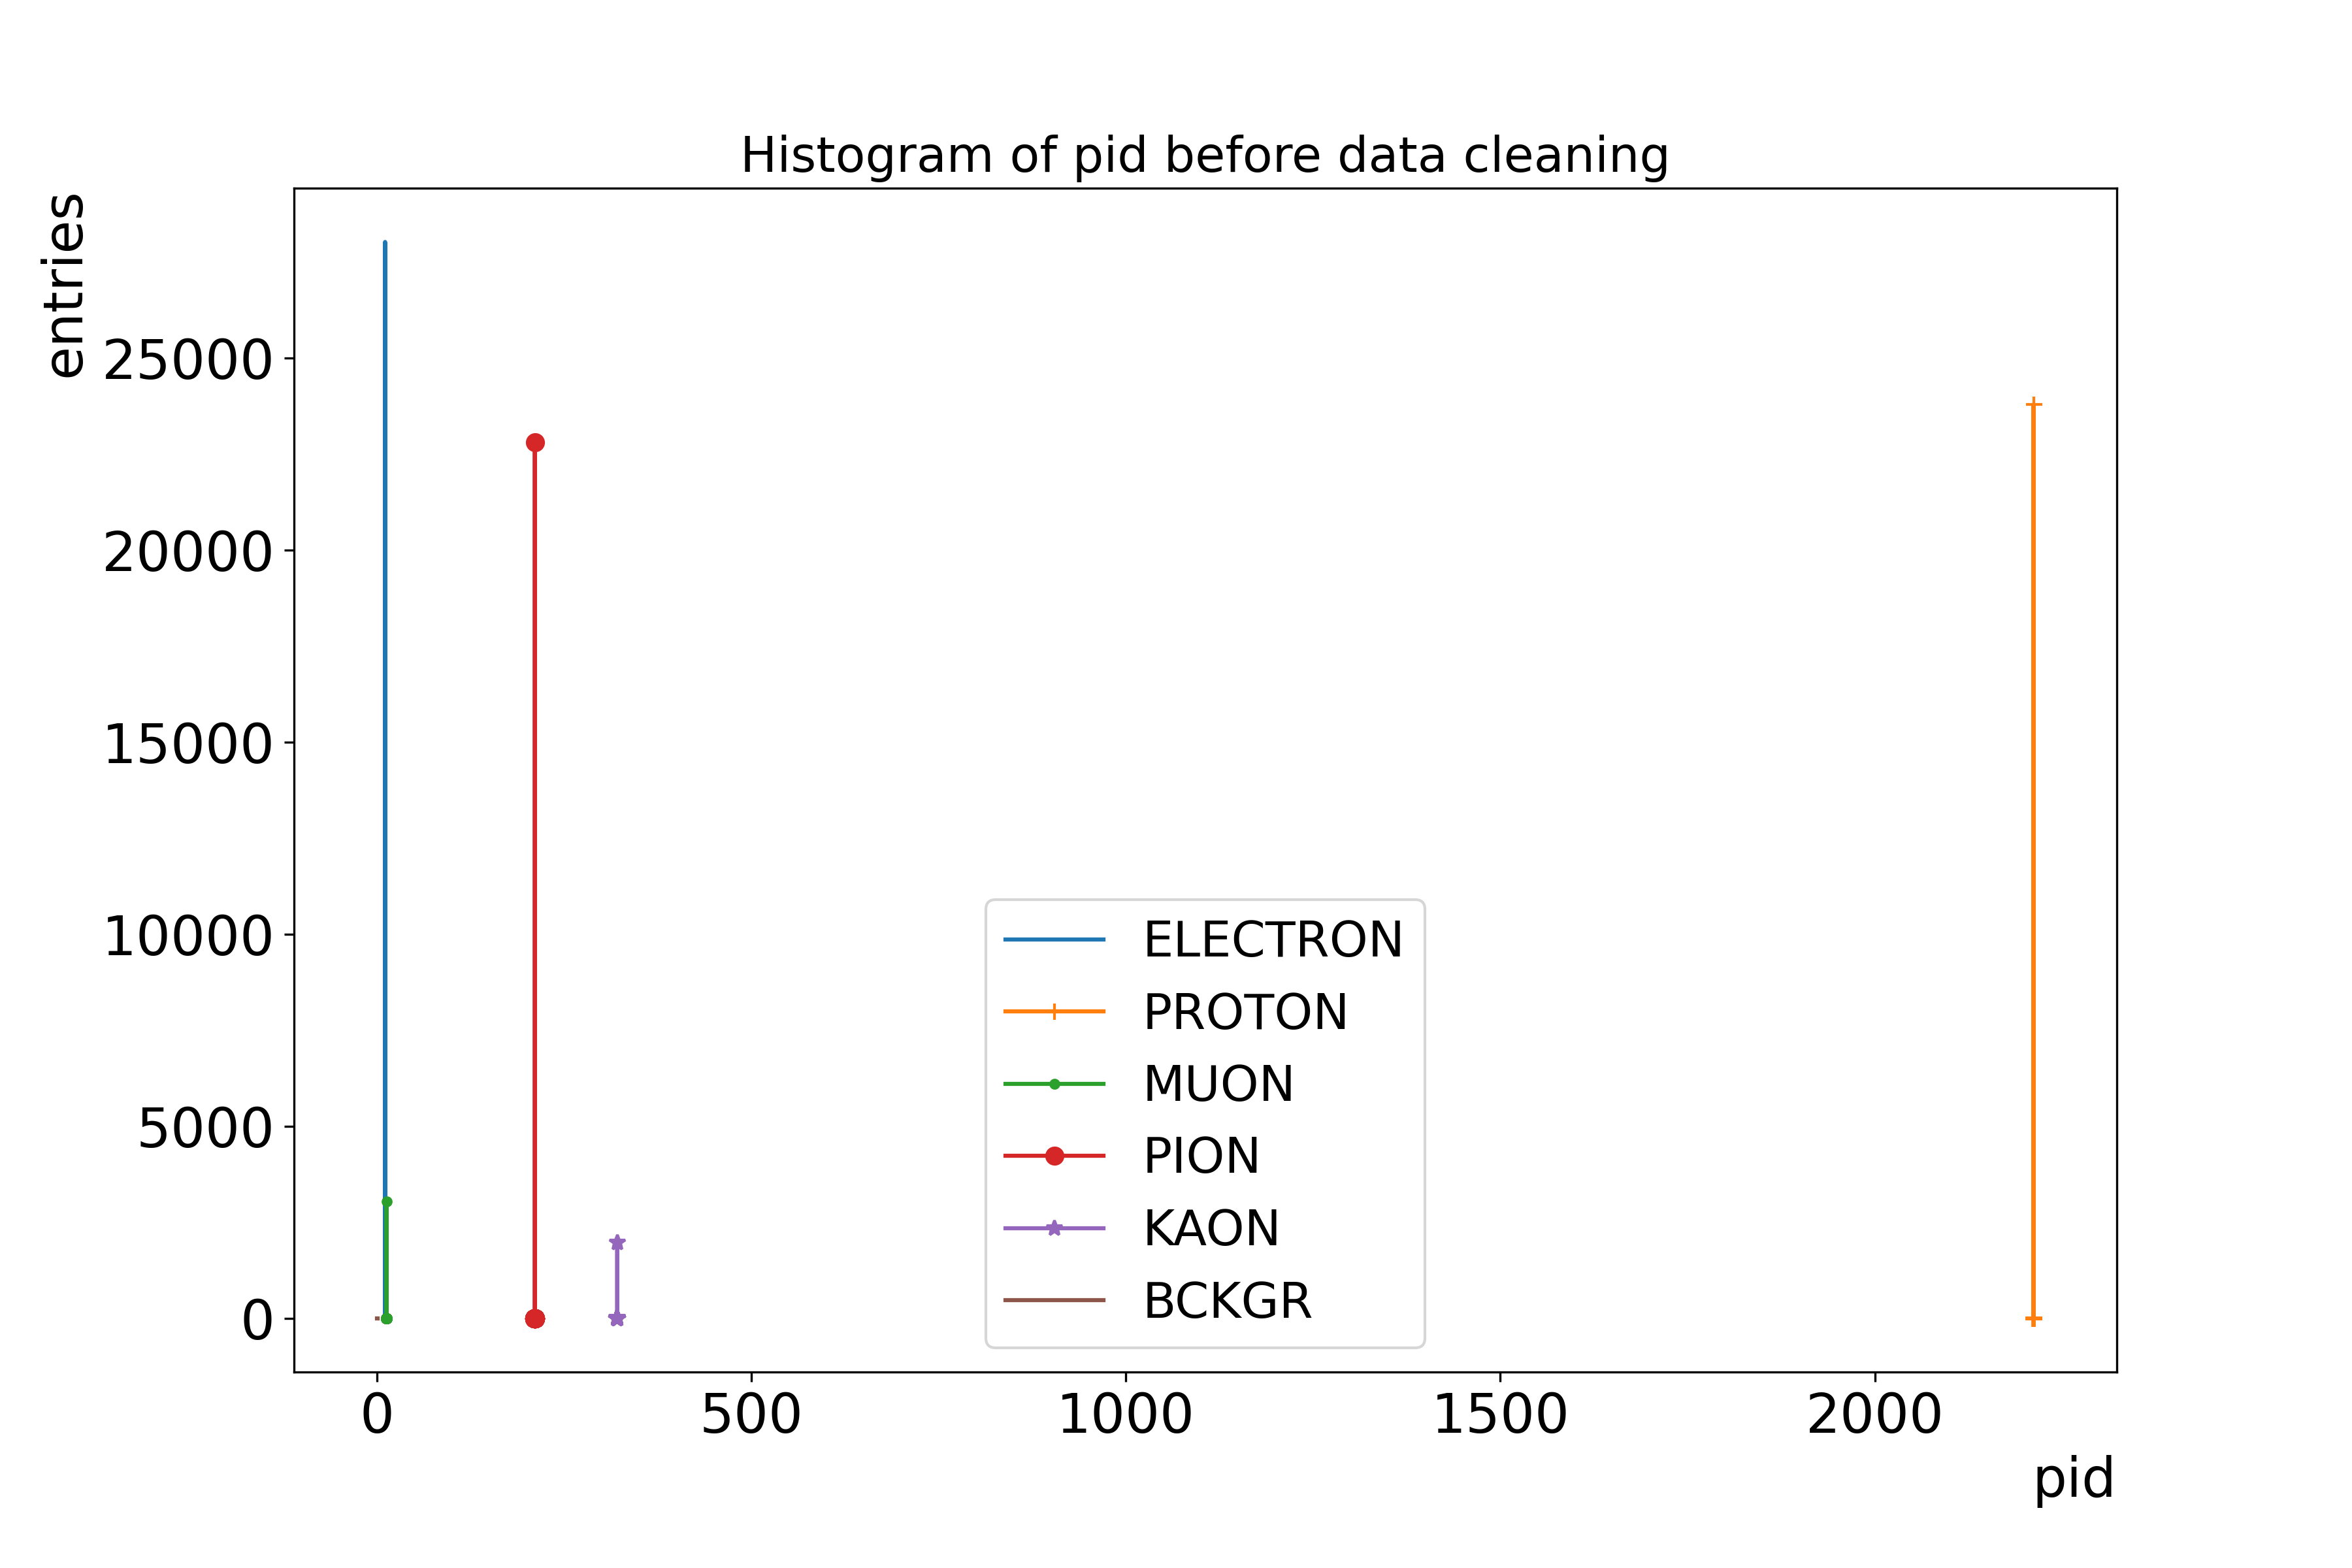 Histogram of pid before data cleaning
entries
25000
20000
15000
10000
5000
0
ELECTRON
PROTON
MUON
PION
KAON
BCKGR
0 500 1000 1500 2000
pid